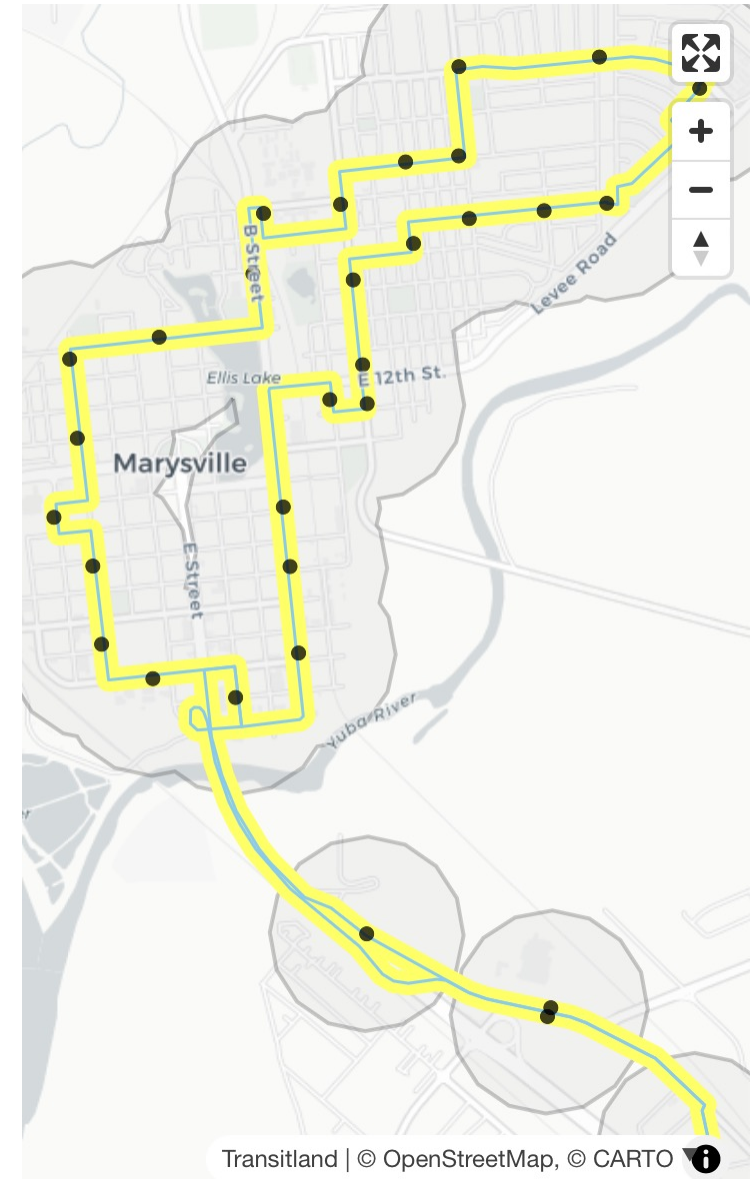 B Street
Levee Road
Ellis Lake
E 12th St.
Marysville
E Street
Yuba River
Transitland | © OpenStreetMap, © CARTO